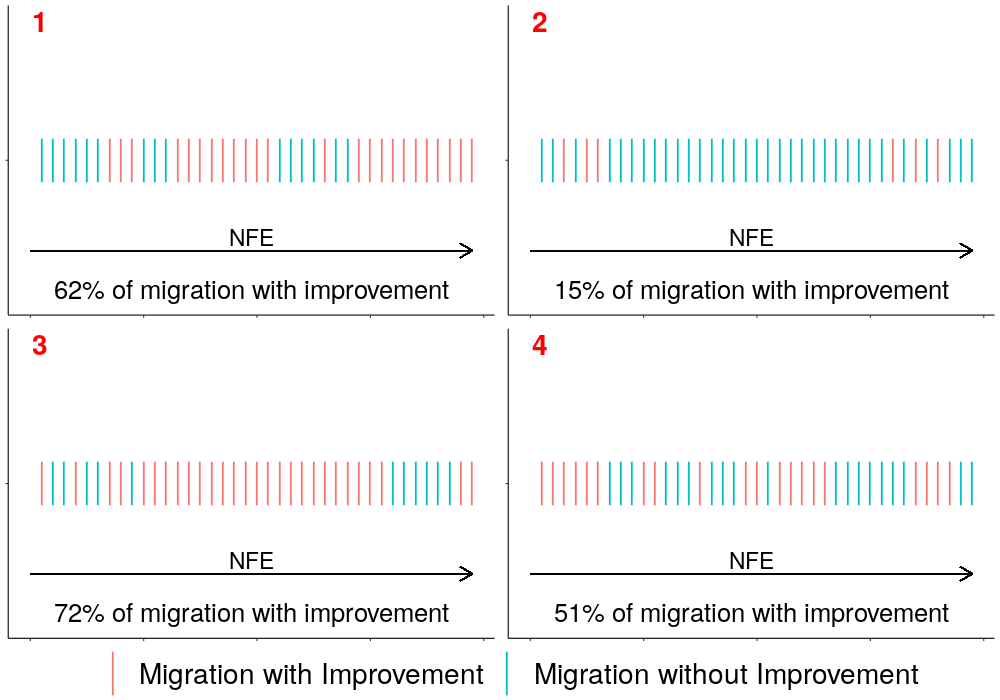 1
NFE
62% of migration with improvement
2
NFE
15% of migration with improvement
3
NFE
72% of migration with improvement
4
NFE
51% of migration with improvement
Migration with Improvement
Migration without Improvement